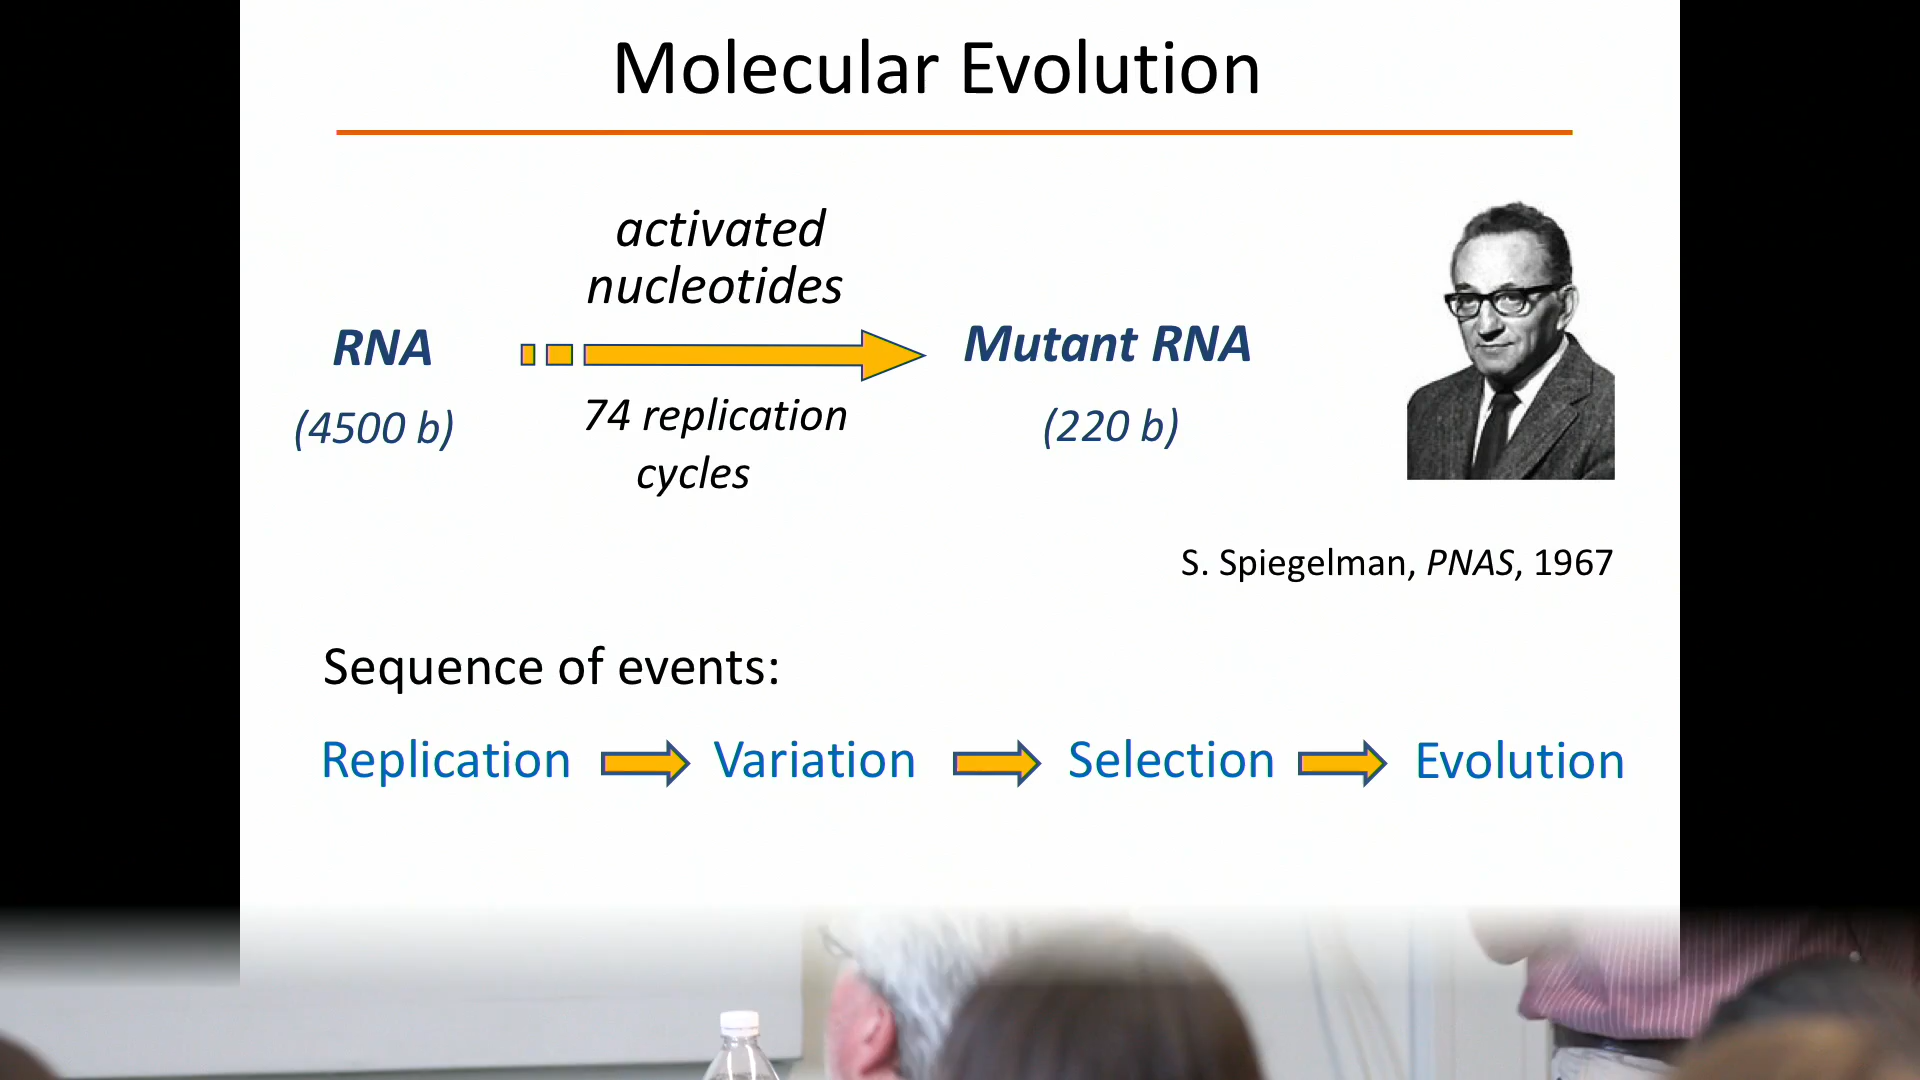 Molecular Evolution
activated
nucleotides
RNA
Mutant RNA
(4500 b)
74 replication
cycles
(220 b)
S. Spiegelman, PNAS, 1967
Sequence of events:
Replication Variation Selection Evolution